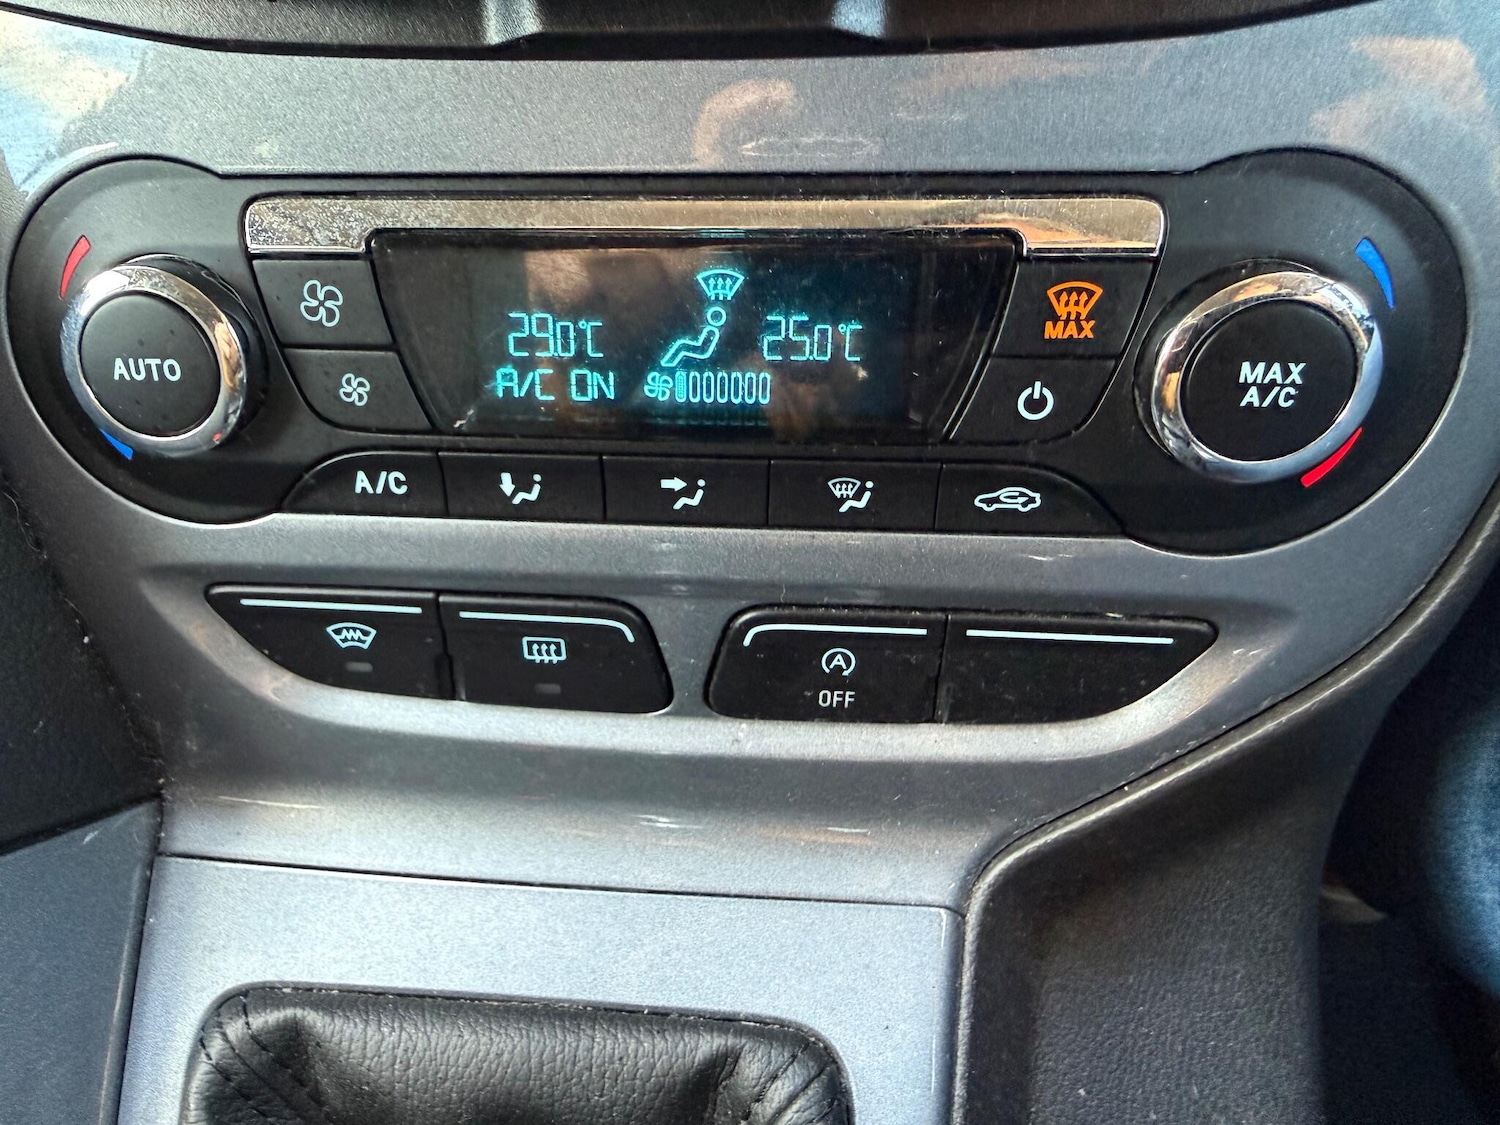 AUTO
29.0°C
25.0°C
A/C ON
MAX
MAX
A/C
A/C
A
OFF